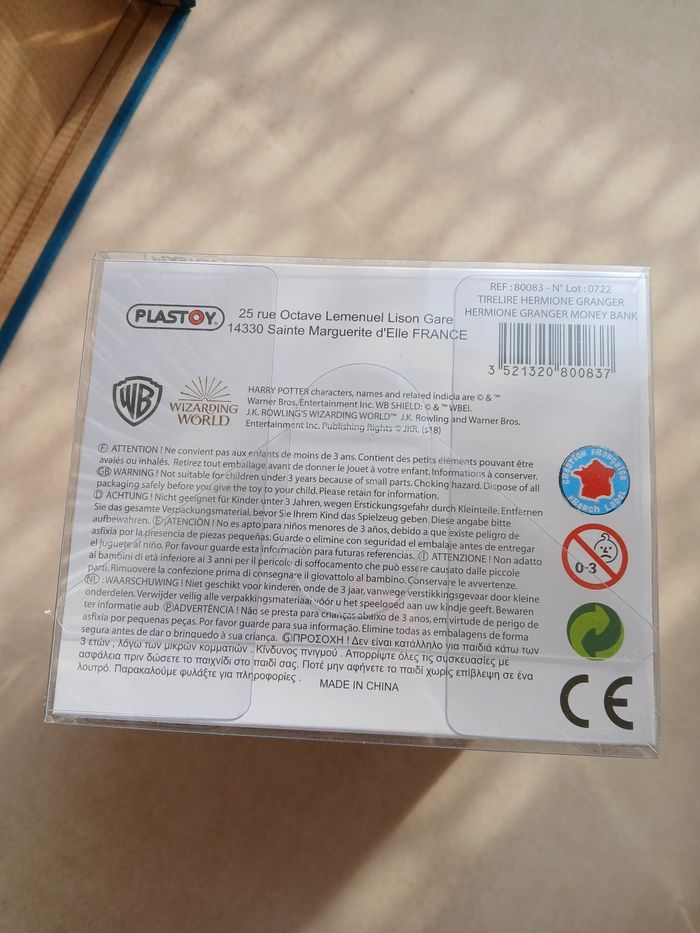 PLASTOY
25 rue Octave Lemenuel Lison Gare
14330 Sainte Marguerite d'Elle FRANCE
REF : 80083 - N° Lot : 0722
TIRELIRE HERMIONE GRANGER
HERMIONE GRANGER MONEY BANK
3 521320 800837
WB
WIZARDING
WORLD
HARRY POTTER characters, names and related indicia are © & ™
Warner Bros. Entertainment Inc. WB SHIELD: © & ™ WBEI.
J.K. ROWLING'S WIZARDING WORLD™ J.K. Rowling and Warner Bros.
Entertainment Inc. Publishing Rights © JKR. (s18)
Ⓕ ATTENTION ! Ne convient pas aux enfants de moins de 3 ans. Contient des petits éléments pouvant être
avalés ou inhalés. Retirez tout emballage avant de donner le jouet à votre enfant. Informations à conserver.
GB WARNING ! Not suitable for children under 3 years because of small parts. Choking hazard. Dispose of all
packaging safely before you give the toy to your child. Please retain for information.
Ⓓ ACHTUNG ! Nicht geeignet für Kinder unter 3 Jahren, wegen Erstickungsgefahr durch Kleinteile. Entfernen
Sie das gesamte Verpackungsmaterial, bevor Sie Ihrem Kind das Spielzeug geben. Diese angabe bitte
aufbewahren. Ⓔ ¡ATENCIÒN ! No es apto para niños menores de 3 años, debido a que existe peligro de
asfixia por la presencia de piezas pequeñas. Guarde o elimine con seguridad el embalaje antes de entregar
el juguete al niño. Por favour guarde esta informaciòn para futuras referencias. Ⓘ ATTENZIONE ! Non adatto
ai bambini di età inferiore ai 3 anni per il pericolo di soffocamento che può essere causato dalle piccole
parti. Rimuovere la confezione prima di consegnare il giovattolo al bambino. Conservare le avvertenze.
NL :WAARSCHUWING ! Niet geschikt voor kinderen onde de 3 jaar, vanwege verstikkingsgevaar door kleine
onderdelen. Verwijder veilig alle verpakkingsmateriaal vóór u het speelgoed aan uw kindje geeft. Bewaren
ter informatie aub Ⓟ ADVERTÊNCIA ! Não se presta para crianças abaixo de 3 anos, em virtude de perigo de
asfixia por pequenas peças. Por favor guarde para sua informação. Elimine todas as embalagens de forma
segura antes de dar o brinquedo à sua criança. Ⓖ ΠΡΟΣΟΧΗ ! Δεν είναι κατάλληλο για παιδιά κάτω των
3 ετών , λόγω των μικρών κομματιών . Κίνδυνος πνιγμού . Απορρίψτε όλες τις συσκευασίες με
ασφάλεια πριν δώσετε το παιχνίδι στο παιδί σας. Ποτέ μην αφήνετε το παιδί χωρίς επίβλεψη σε ένα
λουτρό. Παρακαλούμε φυλάξτε για πληροφορίες .
MADE IN CHINA
CRÉATION FRANÇAISE
French Label
0-3
CE